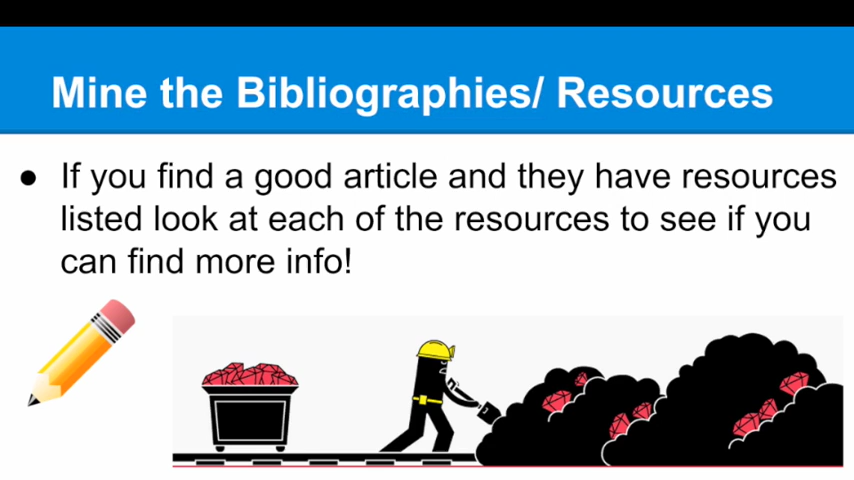 Mine the Bibliographies/ Resources
● If you find a good article and they have resources
listed look at each of the resources to see if you
can find more info!